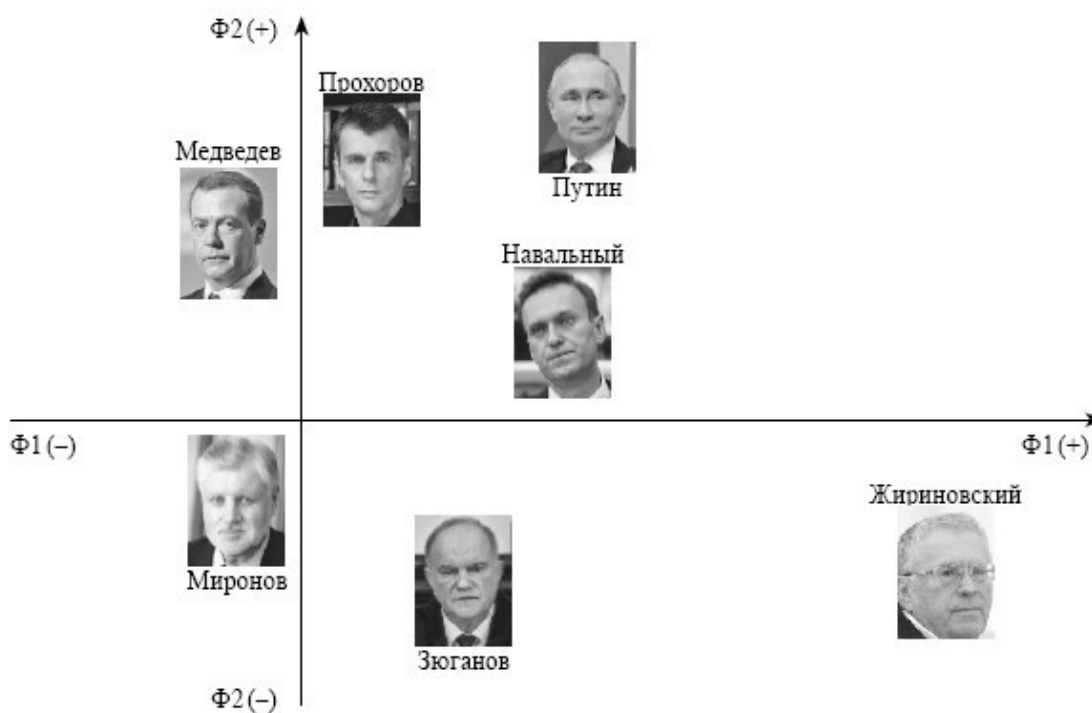 Ф2 (+)
Прохоров
Медведев
Путин
Навальный
Ф1 (–)
Ф1 (+)
Жириновский
Миронов
Зюганов
Ф2 (–)